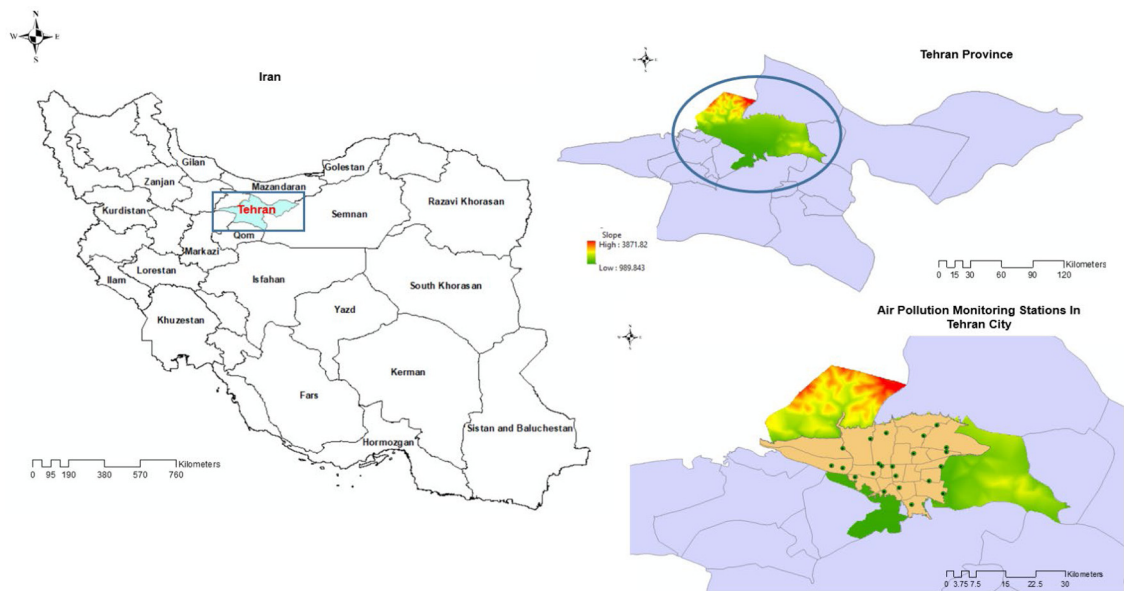 N
W E
S
Iran
Gilan
Golestan
Zanjan
Mazandaran
Kurdistan
Tehran
Razavi Khorasan
Semnan
Qom
Markazi
Lorestan
Isfahan
Ilam
South Khorasan
Yazd
Khuzestan
Kerman
Fars
Sistan and Baluchestan
Hormozgan
Kilometers
0 95 190 380 570 760
Tehran Province
Slope
High : 3871.82
Low : 989.843
Kilometers
0 15 30 60 90 120
Air Pollution Monitoring Stations In
Tehran City
Kilometers
0 3.75 7.5 15 22.5 30